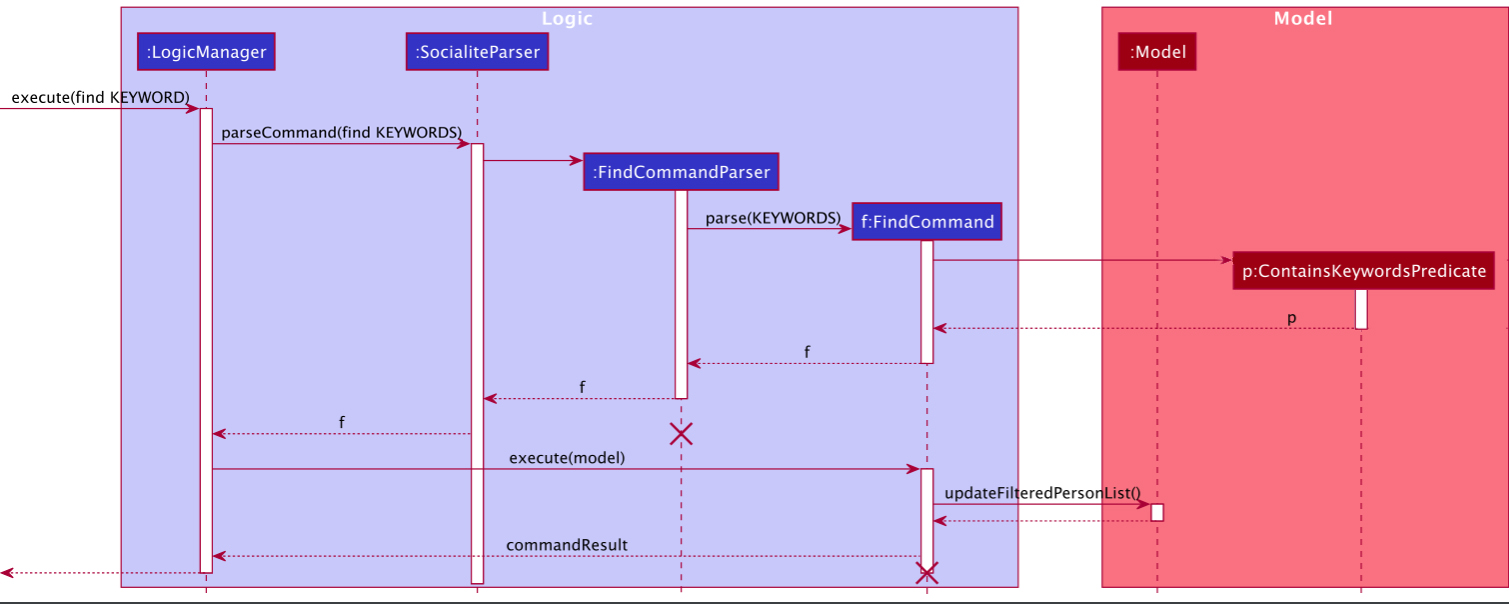 Logic
Model
:LogicManager
:SocialiteParser
:Model
execute(find KEYWORD)
parseCommand(find KEYWORDS)
:FindCommandParser
parse(KEYWORDS)
f:FindCommand
p:ContainsKeywordsPredicate
p
f
f
f
execute(model)
updateFilteredPersonList()
commandResult